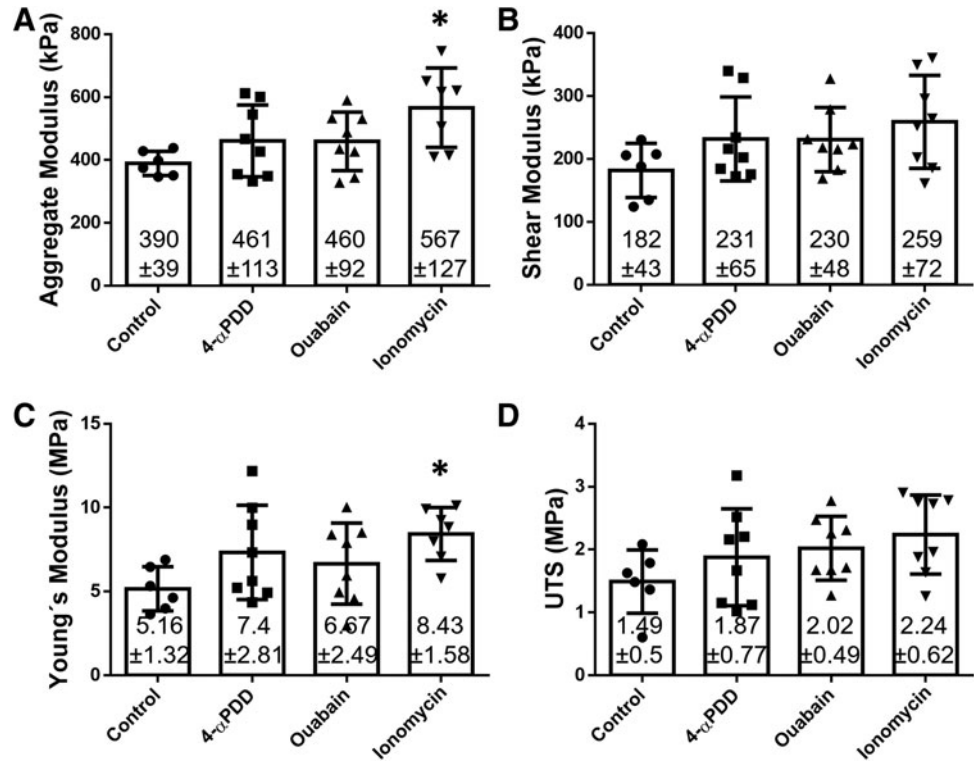 A
Aggregate Modulus (kPa)
800
600
400
200
0
*
390
±39
461
±113
460
±92
567
±127
Control
4-αPDD
Ouabain
Ionomycin
B
Shear Modulus (kPa)
400
300
200
100
0
182
±43
231
±65
230
±48
259
±72
Control
4-αPDD
Ouabain
Ionomycin
C
Young´s Modulus (MPa)
15
10
5
0
*
5.16
±1.32
7.4
±2.81
6.67
±2.49
8.43
±1.58
Control
4-αPDD
Ouabain
Ionomycin
D
UTS (MPa)
4
3
2
1
0
1.49
±0.5
1.87
±0.77
2.02
±0.49
2.24
±0.62
Control
4-αPDD
Ouabain
Ionomycin